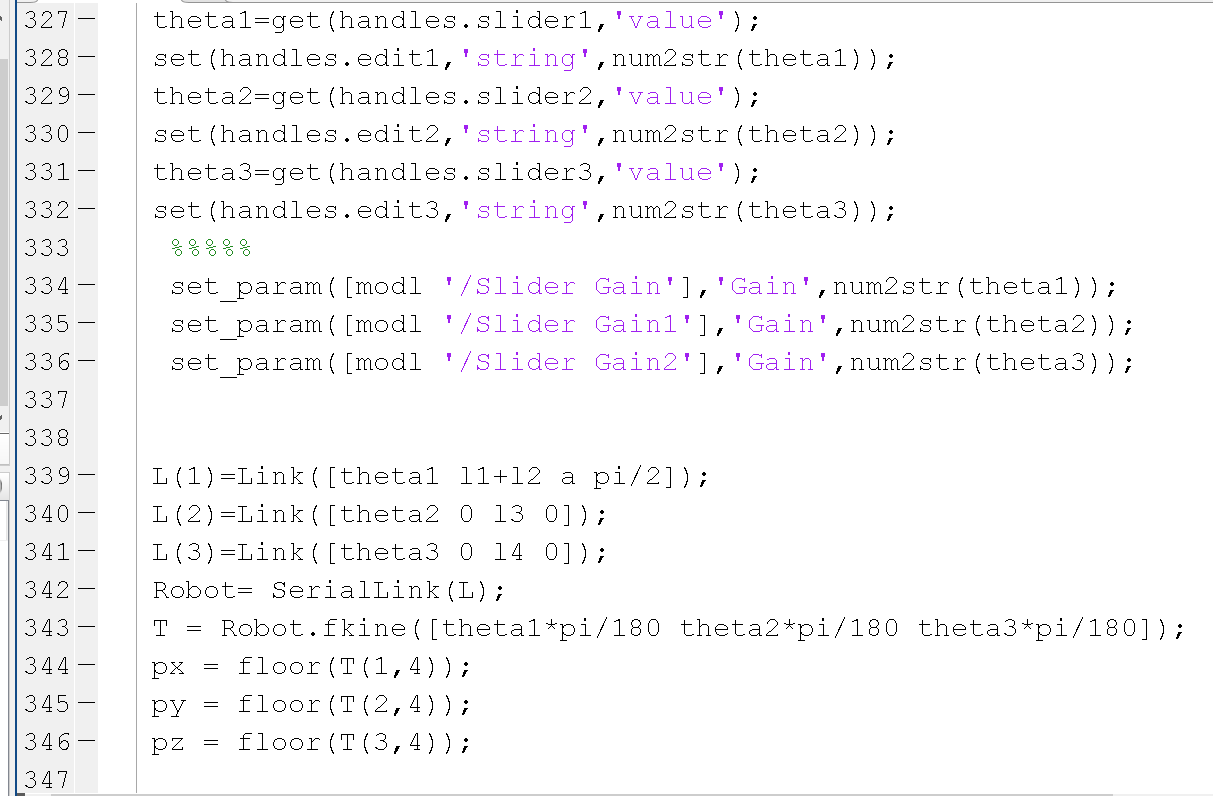 327 theta1=get(handles.slider1,'value');
328 set(handles.edit1,'string',num2str(theta1));
329 theta2=get(handles.slider2,'value');
330 set(handles.edit2,'string',num2str(theta2));
331 theta3=get(handles.slider3,'value');
332 set(handles.edit3,'string',num2str(theta3));
333 %%%%%
334 set_param([modl '/Slider Gain'],'Gain',num2str(theta1));
335 set_param([modl '/Slider Gain1'],'Gain',num2str(theta2));
336 set_param([modl '/Slider Gain2'],'Gain',num2str(theta3));
337
338
339 L(1)=Link([theta1 l1+l2 a pi/2]);
340 L(2)=Link([theta2 0 l3 0]);
341 L(3)=Link([theta3 0 l4 0]);
342 Robot= SerialLink(L);
343 T = Robot.fkine([theta1*pi/180 theta2*pi/180 theta3*pi/180]);
344 px = floor(T(1,4));
345 py = floor(T(2,4));
346 pz = floor(T(3,4));
347